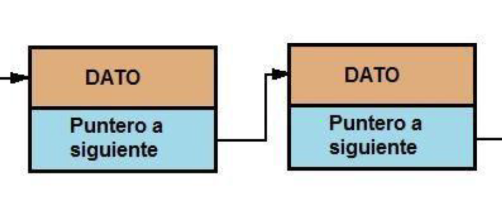 DATO
Puntero a
siguiente
DATO
Puntero a
siguiente